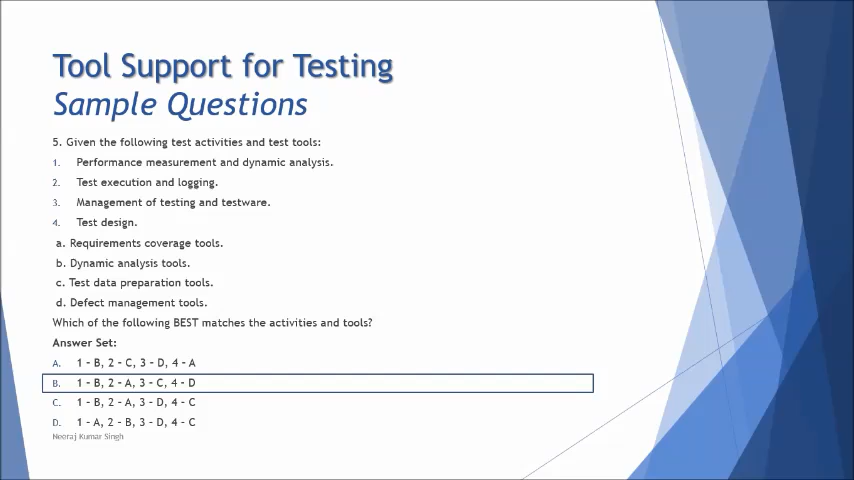 Tool Support for Testing
Sample Questions
5. Given the following test activities and test tools:
1. Performance measurement and dynamic analysis.
2. Test execution and logging.
3. Management of testing and testware.
4. Test design.
a. Requirements coverage tools.
b. Dynamic analysis tools.
c. Test data preparation tools.
d. Defect management tools.
Which of the following BEST matches the activities and tools?
Answer Set:
A. 1 – B, 2 – C, 3 – D, 4 – A
B. 1 – B, 2 – A, 3 – C, 4 – D
C. 1 – B, 2 – A, 3 – D, 4 – C
D. 1 – A, 2 – B, 3 – D, 4 – C
Neeraj Kumar Singh